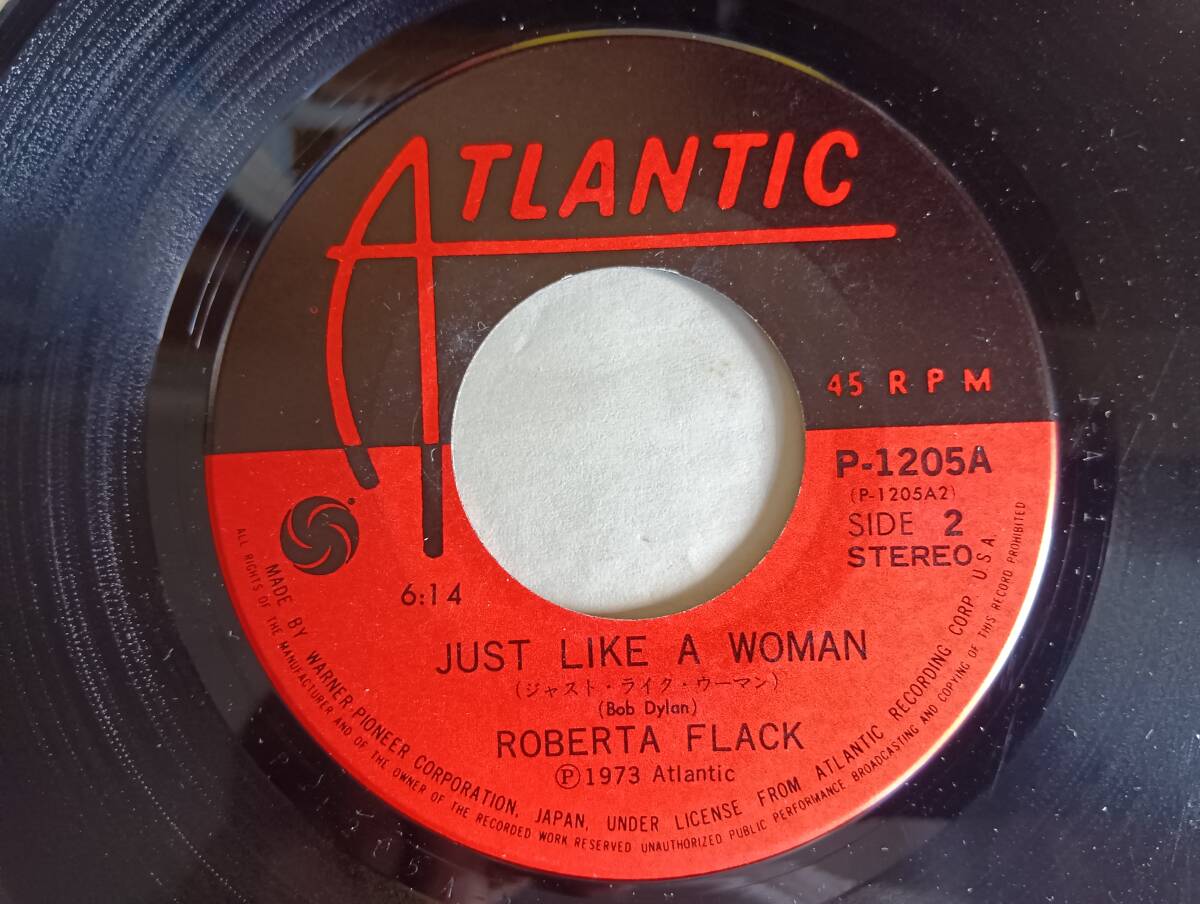 ATLANTIC
45 RPM
P-1205A
(P-1205A2)
SIDE 2
STEREO
®
6:14
JUST LIKE A WOMAN
(ジャスト・ライク・ウーマン)
(Bob Dylan)
ROBERTA FLACK
Ⓟ1973 Atlantic
MADE BY WARNER-PIONEER CORPORATION, JAPAN, UNDER LICENSE FROM ATLANTIC RECORDING CORP. U.S.A.
ALL RIGHTS OF THE MANUFACTURER AND OF THE OWNER OF THE RECORDED WORK RESERVED UNAUTHORIZED PUBLIC PERFORMANCE BROADCASTING AND COPYING OF THIS RECORD PROHIBITED